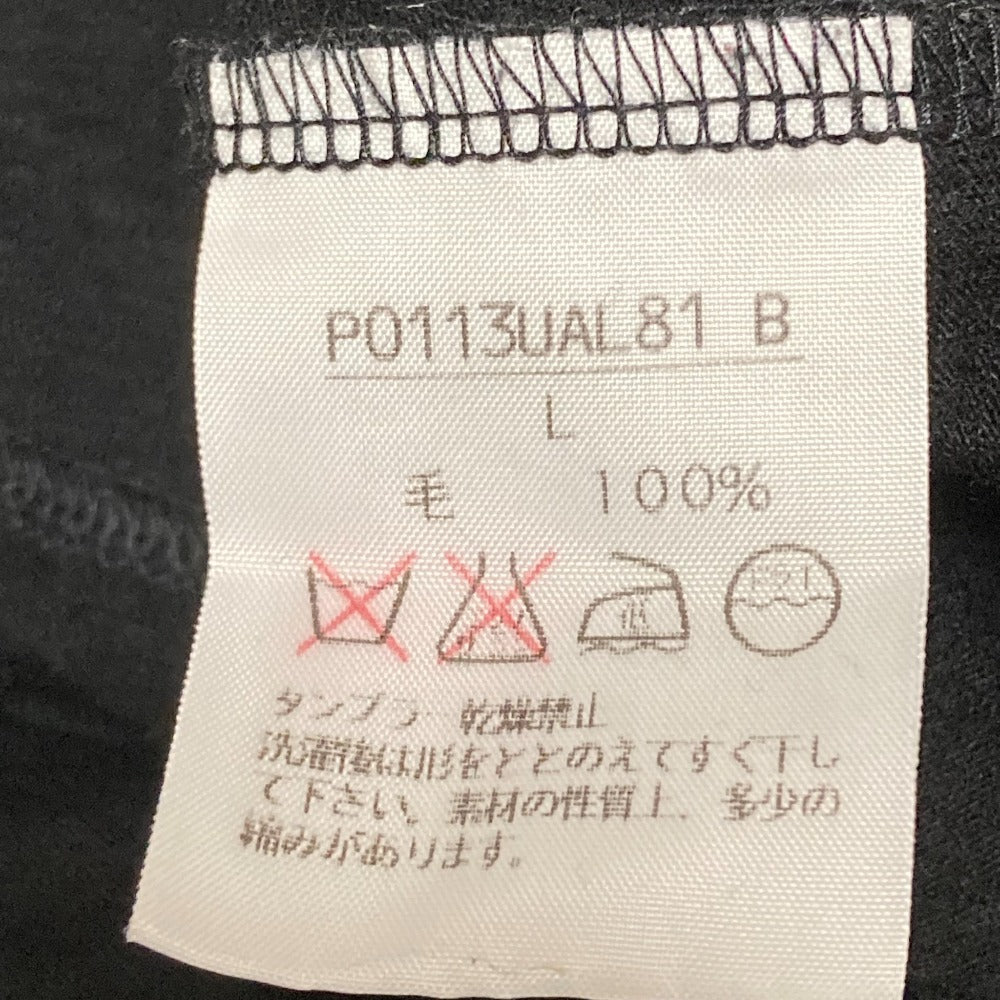 P0113UAL81 B
L
毛 100%
低 ドライ
タンブラー乾燥禁止
洗濯後は形をととのえてすぐ干し
て下さい。素材の性質上、多少の
縮みがあります。